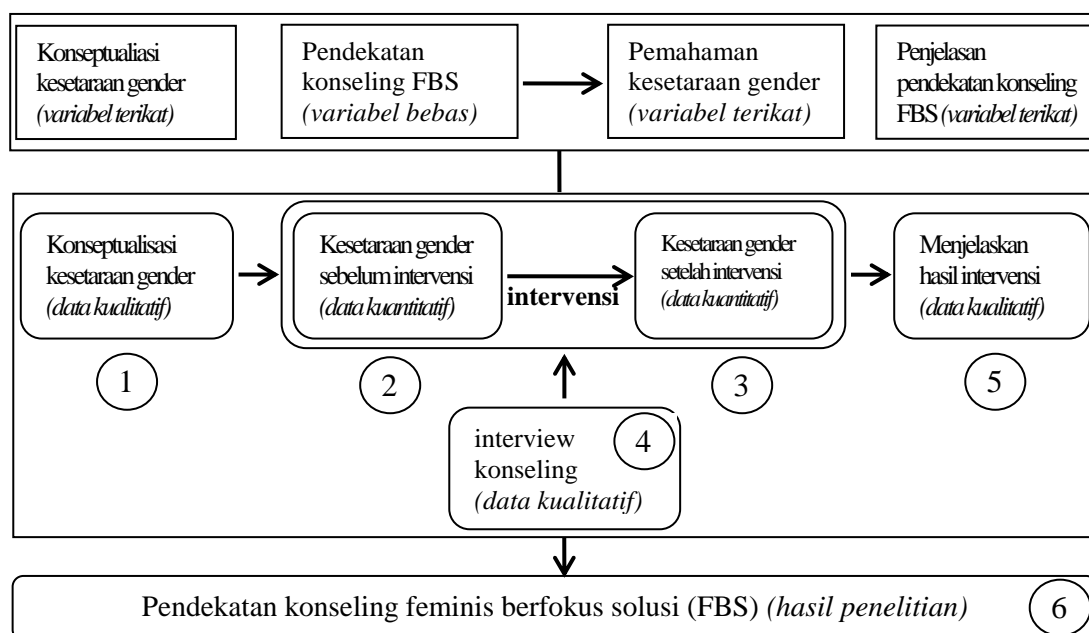 Konseptualiasi
kesetaraan gender
(variabel terikat)
Pendekatan
konseling FBS
(variabel bebas)
Pemahaman
kesetaraan gender
(variabel terikat)
Penjelasan
pendekatan konseling
FBS (variabel terikat)
Konseptualisasi
kesetaraan gender
(data kualitatif)
Kesetaraan gender
sebelum intervensi
(data kuantitatif)
intervensi
Kesetaraan gender
setelah intervensi
(data kuantitatif)
Menjelaskan
hasil intervensi
(data kualitatif)
1
2
3
5
interview
konseling
(data kualitatif)
4
Pendekatan konseling feminis berfokus solusi (FBS) (hasil penelitian)
6